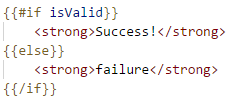 {{#if isValid}}
    <strong>Success!</strong>
{{else}}
    <strong>failure</strong>
{{/if}}